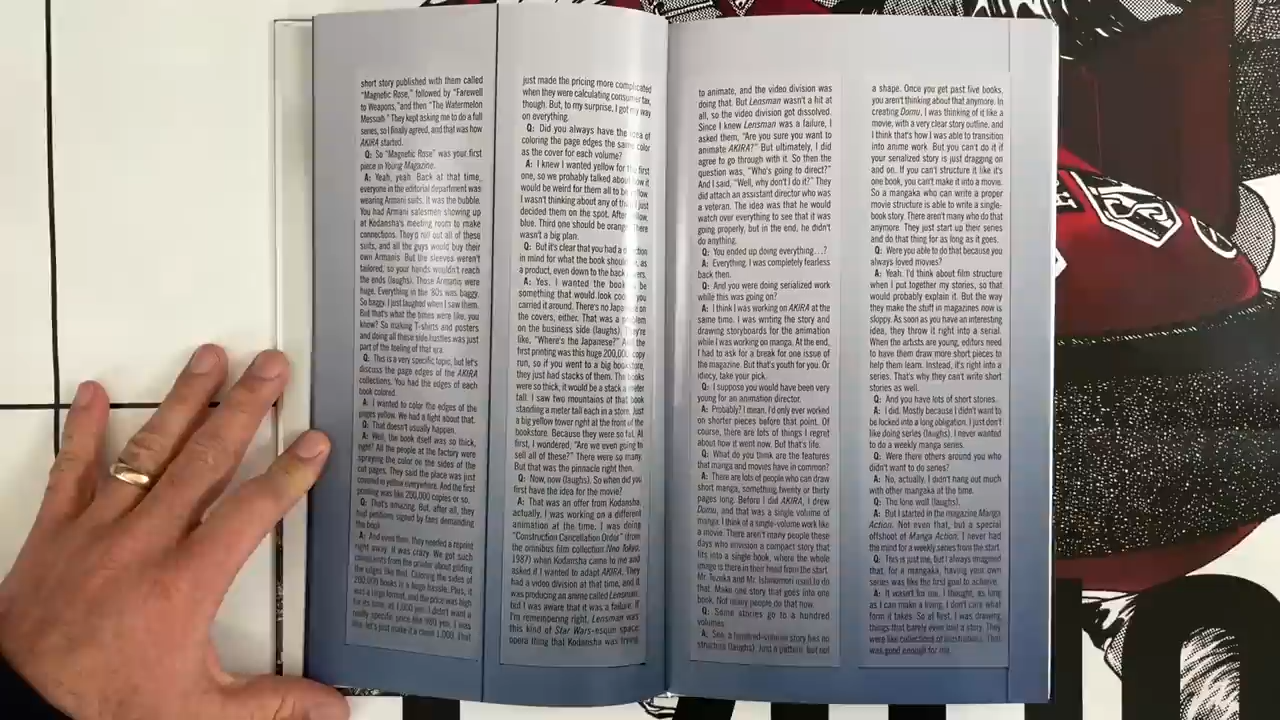 short story published with them called
"Magnetic Rose," followed by "Farewell
to Weapons," and then "The Watermelon
Messiah." They kept asking me to do a full
series, so I finally agreed, and that was how
AKIRA started.
Q: So "Magnetic Rose" was your first
piece in Young Magazine.
A: Yeah, yeah. Back at that time,
everyone in the editorial department was
wearing Armani suits. It was the bubble.
You had Armani salesmen showing up
at Kodansha's meeting room to make
connections. They'd roll out all of these
suits, and all the guys would buy their
own Armanis. But the sleeves weren't
tailored, so your hands wouldn't reach
the ends (laughs). Those Armanis were
huge. Everything in the '80s was baggy.
So baggy. I just laughed when I saw them.
But that's what the times were like, you
know? So making T-shirts and posters
and doing all these side hustles was just
part of the feeling of that era.
Q: This is a very specific topic, but let's
discuss the page edges of the AKIRA
collections. You had the edges of each
book colored.
A: I wanted to color the edges of the
pages yellow. We had a fight about that.
Q: That doesn't usually happen.
A: Well, the book itself was so thick,
right? All the people at the factory were
spraying the color on the sides of the
cut pages. They said the place was just
covered in yellow everywhere. And the first
printing was like 200,000 copies or so.
Q: That's amazing. But, after all, they
had petitions signed by fans demanding
the book.
A: And even then, they needed a reprint
right away. It was crazy. We got such
complaints from the printer about gilding
the edges like that. Coloring the sides of
200,000 books is a huge hassle. Plus, it
was a large format, and the price was high
for its time, at 1,000 yen. I didn't want a
really specific price like 980 yen, I was
like, let's just make it a clean 1,000. That
just made the pricing more complicated
when they were calculating consumer tax,
though. But, to my surprise, I got my way
on everything.
Q: Did you always have the idea of
coloring the page edges the same color
as the cover for each volume?
A: I knew I wanted yellow for the first
one, so we probably talked about how it
would be weird for them all to be yellow.
I wasn't thinking about any of that. I just
decided them on the spot. After yellow,
blue. Third one should be orange. There
wasn't a big plan.
Q: But it's clear that you had a direction
in mind for what the book should be, as
a product, even down to the back covers.
A: Yes. I wanted the book to be
something that would look cool if you
carried it around. There's no Japanese on
the covers, either. That was a problem
on the business side (laughs). They're
like, "Where's the Japanese?" And the
first printing was this huge 200,000 copy
run, so if you went to a big bookstore,
they just had stacks of them. The books
were so thick, it would be a stack a meter
tall. I saw two mountains of that book
standing a meter tall each in a store. Just
a big yellow tower right at the front of the
bookstore. Because they were so fat. At
first, I wondered, "Are we even going to
sell all of these?" There were so many.
But that was the pinnacle right then.
Q: Now, now (laughs). So when did you
first have the idea for the movie?
A: That was an offer from Kodansha,
actually. I was working on a different
animation at the time. I was doing
"Construction Cancellation Order" (from
the omnibus film collection Neo Tokyo,
1987) when Kodansha came to me and
asked if I wanted to adapt AKIRA. They
had a video division at that time, and it
was producing an anime called Lensman,
but I was aware that it was a failure. If
I'm remembering right, Lensman was
this kind of Star Wars-esque space
opera thing that Kodansha was trying
to animate, and the video division was
doing that. But Lensman wasn't a hit at
all, so the video division got dissolved.
Since I knew Lensman was a failure, I
asked them, "Are you sure you want to
animate AKIRA?" But ultimately, I did
agree to go through with it. So then the
question was, "Who's going to direct?"
And I said, "Well, why don't I do it?" They
did attach an assistant director who was
a veteran. The idea was that he would
watch over everything to see that it was
going properly, but in the end, he didn't
do anything.
Q: You ended up doing everything...?
A: Everything. I was completely fearless
back then.
Q: And you were doing serialized work
while this was going on?
A: I think I was working on AKIRA at the
same time. I was writing the story and
drawing storyboards for the animation
while I was working on manga. At the end,
I had to ask for a break for one issue of
the magazine. But that's youth for you. Or
idiocy, take your pick.
Q: I suppose you would have been very
young for an animation director.
A: Probably? I mean, I'd only ever worked
on shorter pieces before that point. Of
course, there are lots of things I regret
about how it went now. But that's life.
Q: What do you think are the features
that manga and movies have in common?
A: There are lots of people who can draw
short manga, something twenty or thirty
pages long. Before I did AKIRA, I drew
Domu, and that was a single volume of
manga. I think of a single-volume work like
a movie. There aren't many people these
days who envision a compact story that
fits into a single book, where the whole
image is there in their head from the start.
Mr. Tezuka and Mr. Ishinomori used to do
that. Make one story that goes into one
book. Not many people do that now.
Q: Some stories go to a hundred
volumes.
A: See, a hundred-volume story has no
structure (laughs). Just a pattern, but not
a shape. Once you get past five books,
you aren't thinking about that anymore. In
creating Domu, I was thinking of it like a
movie, with a very clear story outline, and
I think that's how I was able to transition
into anime work. But you can't do it if
your serialized story is just dragging on
and on. If you can't structure it like it's
one book, you can't make it into a movie.
So a mangaka who can write a proper
movie structure is able to write a single-
book story. There aren't many who do that
anymore. They just start up their series
and do that thing for as long as it goes.
Q: Were you able to do that because you
always loved movies?
A: Yeah. I'd think about film structure
when I put together my stories, so that
would probably explain it. But the way
they make the stuff in magazines now is
sloppy. As soon as you have an interesting
idea, they throw it right into a serial.
When the artists are young, editors need
to have them draw more short pieces to
help them learn. Instead, it's right into a
series. That's why they can't write short
stories as well.
Q: And you have lots of short stories.
A: I did. Mostly because I didn't want to
be locked into a long obligation. I just don't
like doing series (laughs). I never wanted
to do a weekly manga series.
Q: Were there others around you who
didn't want to do series?
A: No, actually. I didn't hang out much
with other mangaka at the time.
Q: The lone wolf (laughs).
A: But I started in the magazine Manga
Action. Not even that, but a special
offshoot of Manga Action. I never had
the mind for a weekly series from the start.
Q: This is just me, but I always imagined
that, for a mangaka, having your own
series was like the first goal to achieve.
A: It wasn't for me. I thought, as long
as I can make a living, I don't care what
form it takes. So at first, I was drawing
things that barely even had a story. They
were like collections of illustrations. That
was good enough for me.